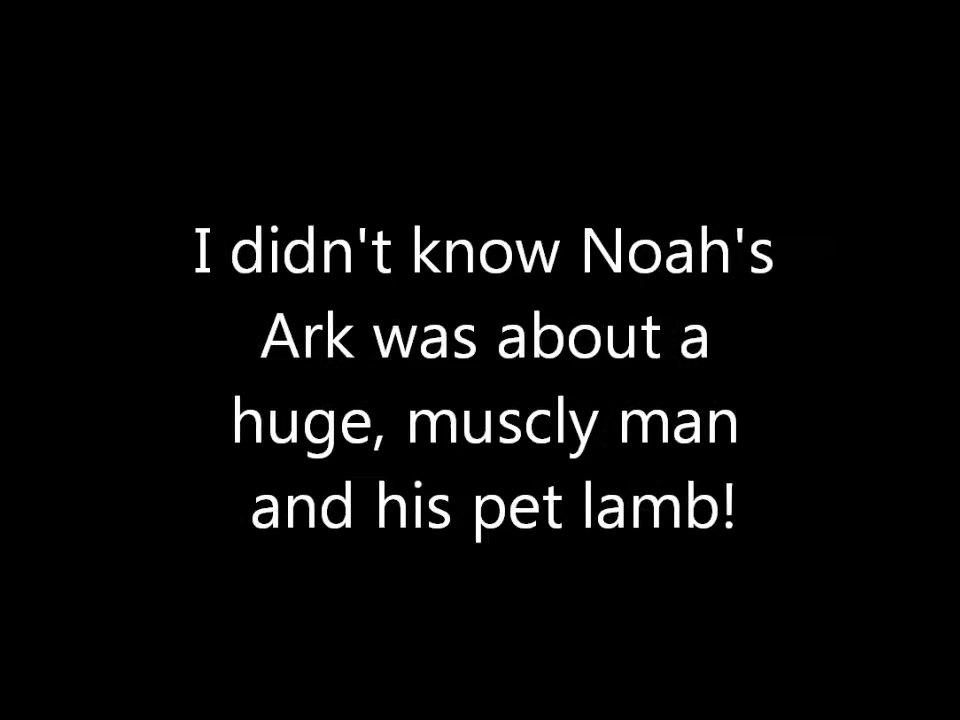 I didn't know Noah's
Ark was about a
huge, muscly man
and his pet lamb!